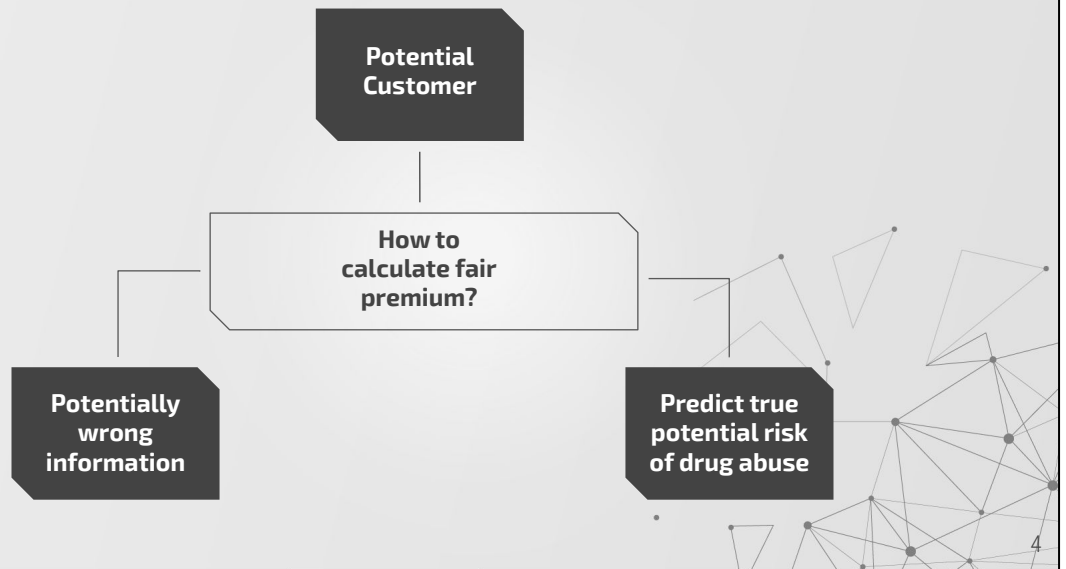 Potential
Customer
How to
calculate fair
premium?
Potentially
wrong
information
Predict true
potential risk
of drug abuse
4